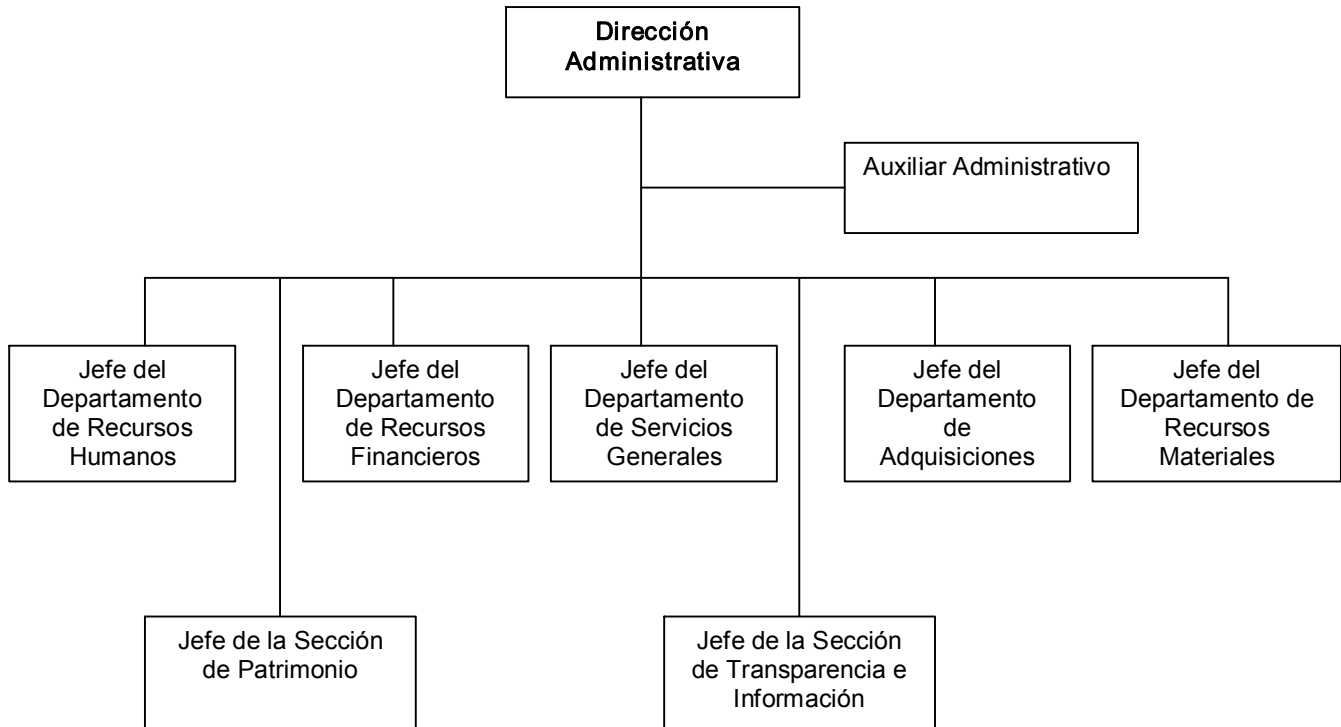 Dirección
Administrativa
Auxiliar Administrativo
Jefe del
Departamento
de Recursos
Humanos
Jefe del
Departamento
de Recursos
Financieros
Jefe del
Departamento
de Servicios
Generales
Jefe del
Departamento
de
Adquisiciones
Jefe del
Departamento de
Recursos
Materiales
Jefe de la Sección
de Patrimonio
Jefe de la Sección
de Transparencia e
Información